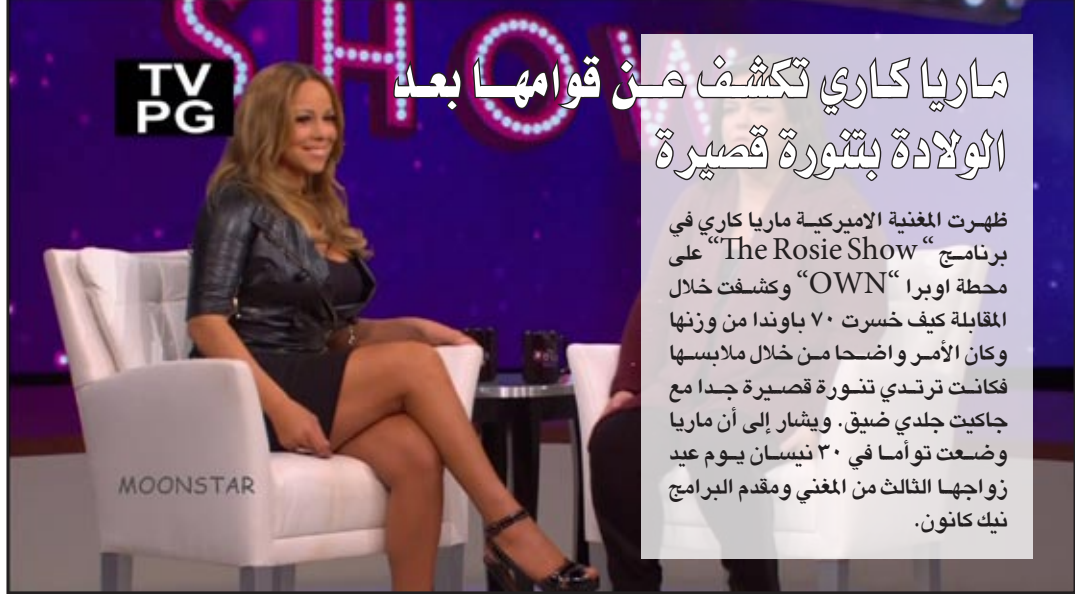 SHOW
TV
PG
ماريا كاري تكشف عن قوامها بعد
الولادة بتنورة قصيرة
ظهرت المغنية الاميركية ماريا كاري في
برنامج “The Rosie Show“ على
محطة اوبرا “OWN“ وكشفت خلال
المقابلة كيف خسرت ٧٠ باوندا من وزنها
وكان الأمر واضحا من خلال ملابسها
فكانت ترتدي تنورة قصيرة جدا مع
جاكيت جلدي ضيق. ويشار إلى أن ماريا
وضعت توأما في ٣٠ نيسان يوم عيد
زواجها الثالث من المغني ومقدم البرامج
نيك كانون.
MOONSTAR